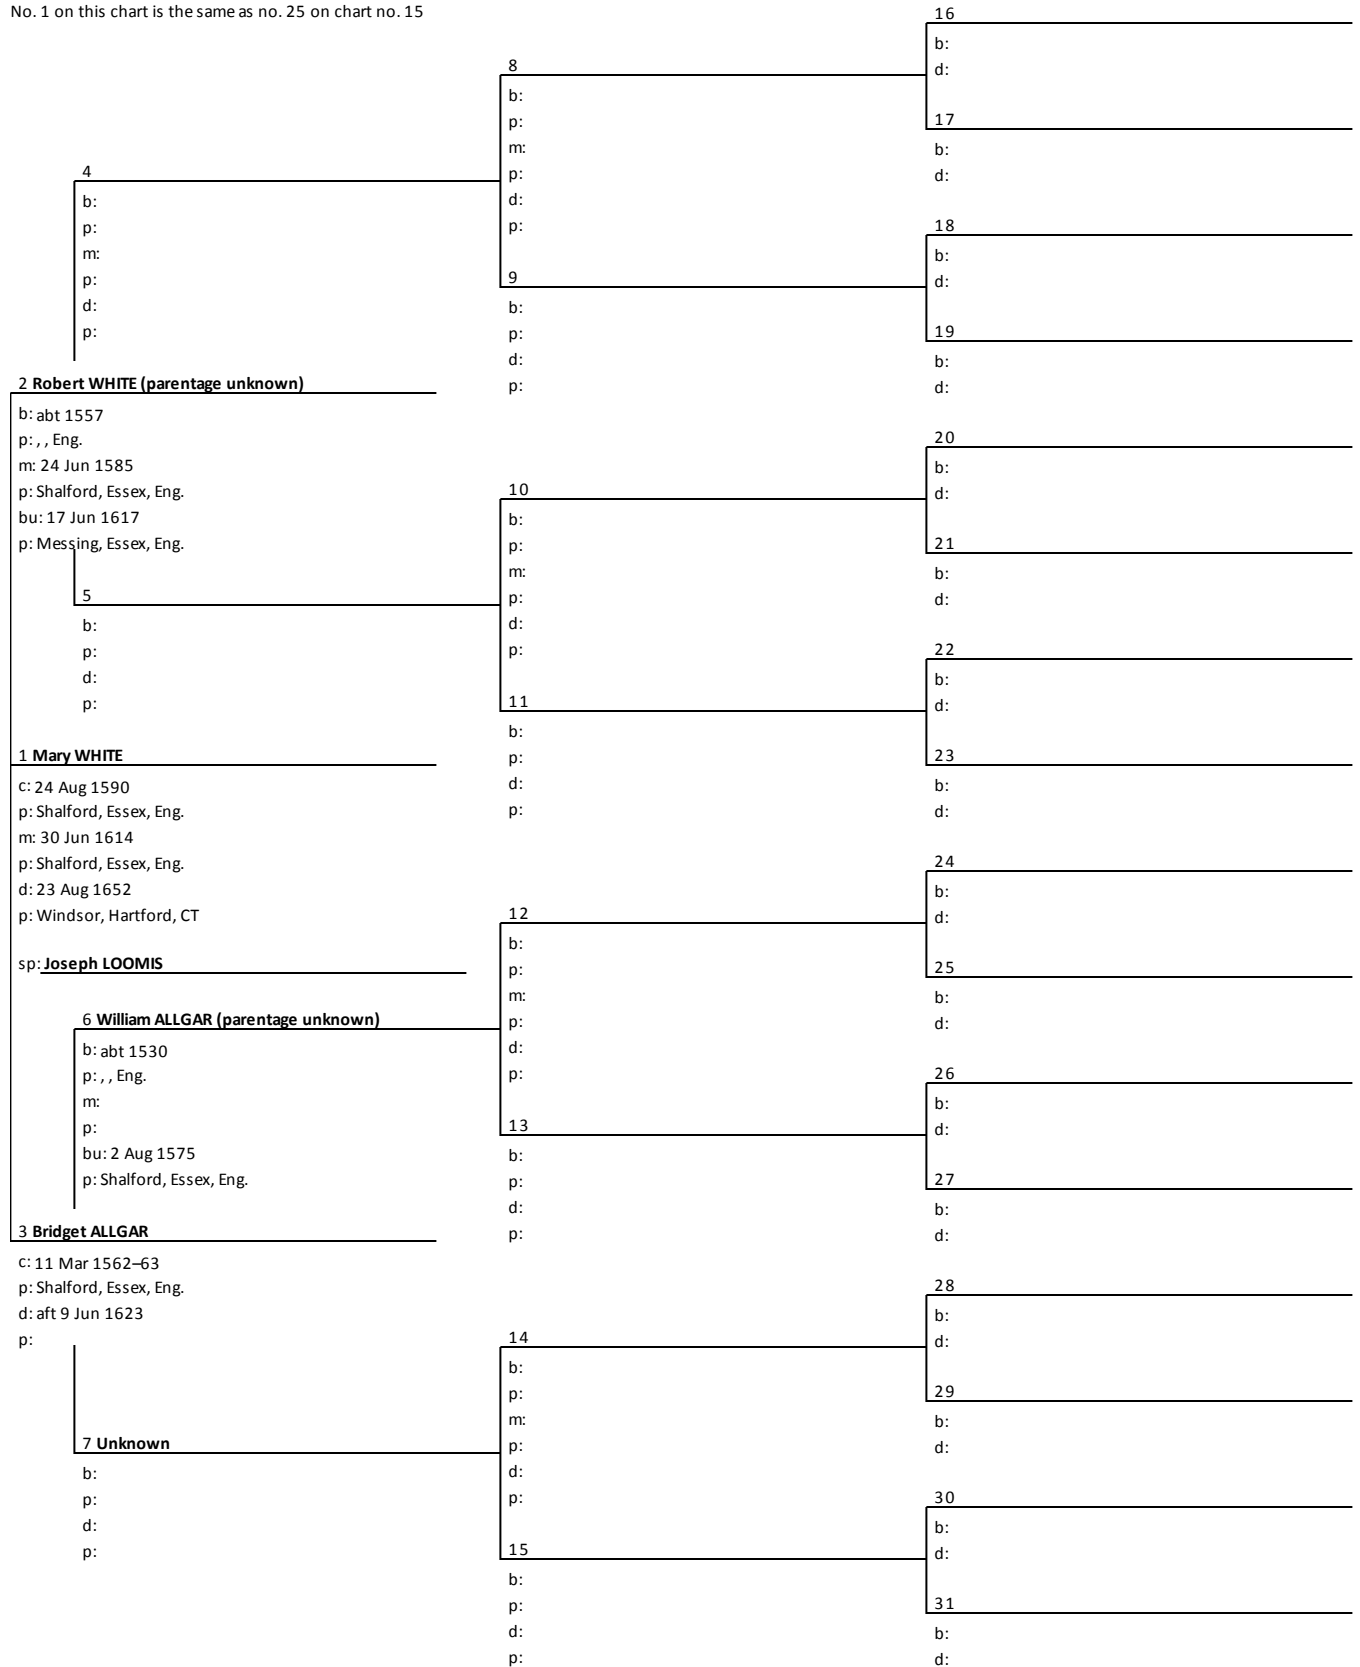 No. 1 on this chart is the same as no. 25 on chart no. 15
16
b:
d:
8
b:
p:
m:
p:
d:
p:
17
b:
d:
4
b:
p:
m:
p:
d:
p:
18
b:
d:
9
b:
p:
d:
p:
19
b:
d:
2 Robert WHITE (parentage unknown)
b: abt 1557
p: , , Eng.
m: 24 Jun 1585
p: Shalford, Essex, Eng.
bu: 17 Jun 1617
p: Messing, Essex, Eng.
20
b:
d:
10
b:
p:
m:
p:
d:
p:
21
b:
d:
5
b:
p:
d:
p:
22
b:
d:
11
b:
p:
d:
p:
23
b:
d:
1 Mary WHITE
c: 24 Aug 1590
p: Shalford, Essex, Eng.
m: 30 Jun 1614
p: Shalford, Essex, Eng.
d: 23 Aug 1652
p: Windsor, Hartford, CT
sp: Joseph LOOMIS
24
b:
d:
12
b:
p:
m:
p:
d:
p:
25
b:
d:
6 William ALLGAR (parentage unknown)
b: abt 1530
p: , , Eng.
m:
p:
bu: 2 Aug 1575
p: Shalford, Essex, Eng.
26
b:
d:
13
b:
p:
d:
p:
27
b:
d:
3 Bridget ALLGAR
c: 11 Mar 1562–63
p: Shalford, Essex, Eng.
d: aft 9 Jun 1623
p:
28
b:
d:
14
b:
p:
m:
p:
d:
p:
29
b:
d:
7 Unknown
b:
p:
d:
p:
30
b:
d:
15
b:
p:
d:
p:
31
b:
d: